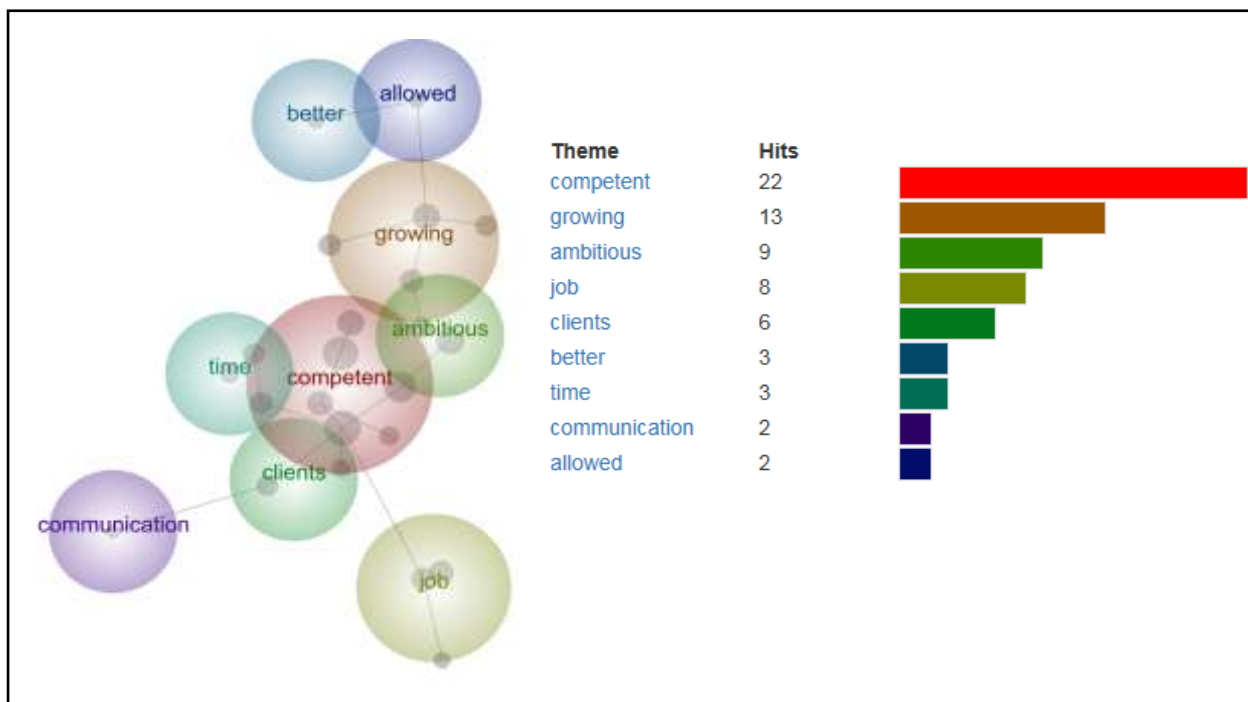 allowed
better
growing
ambitious
time
competent
clients
communication
job
Theme Hits
competent 22
growing 13
ambitious 9
job 8
clients 6
better 3
time 3
communication 2
allowed 2